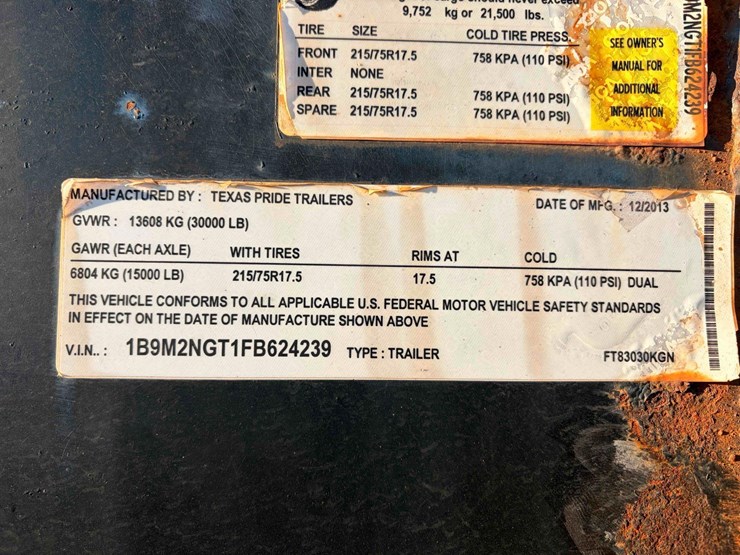 9,752 kg or 21,500 lbs.
TIRE SIZE COLD TIRE PRESS.
FRONT 215/75R17.5 758 KPA (110 PSI)
INTER NONE
REAR 215/75R17.5 758 KPA (110 PSI)
SPARE 215/75R17.5 758 KPA (110 PSI)
SEE OWNER'S
MANUAL FOR
ADDITIONAL
INFORMATION
M2NGT1FB624239
MANUFACTURED BY : TEXAS PRIDE TRAILERS DATE OF MFG. : 12/2013
GVWR : 13608 KG (30000 LB)
GAWR (EACH AXLE) WITH TIRES RIMS AT COLD
6804 KG (15000 LB) 215/75R17.5 17.5 758 KPA (110 PSI) DUAL
THIS VEHICLE CONFORMS TO ALL APPLICABLE U.S. FEDERAL MOTOR VEHICLE SAFETY STANDARDS
IN EFFECT ON THE DATE OF MANUFACTURE SHOWN ABOVE
V.I.N.. : 1B9M2NGT1FB624239 TYPE : TRAILER FT83030KGN